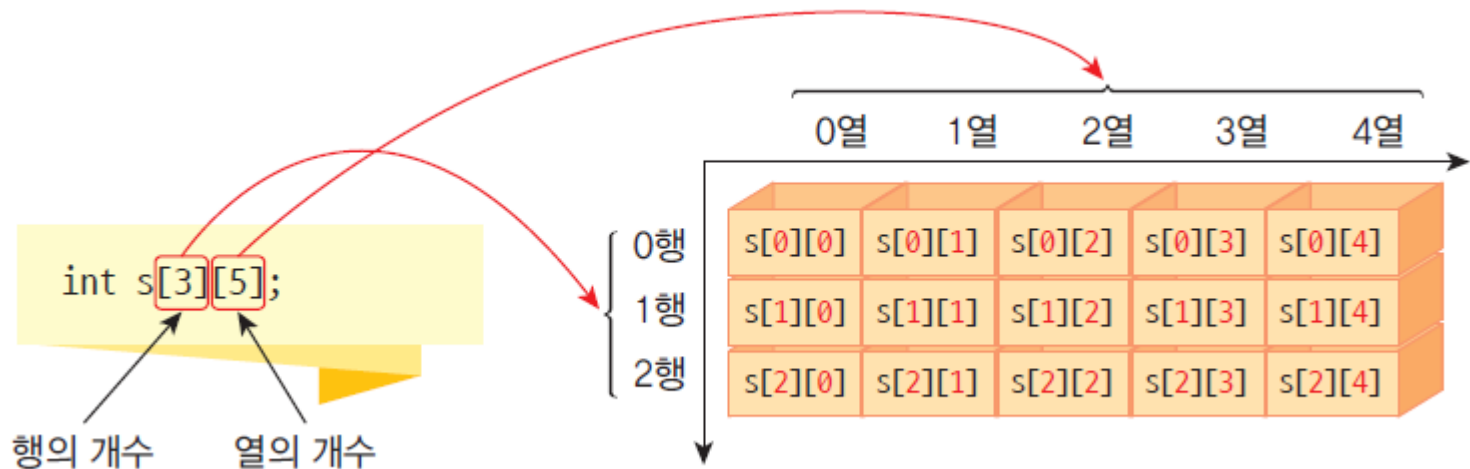 int s[3][5];
행의 개수
열의 개수
0열 1열 2열 3열 4열
0행 s[0][0] s[0][1] s[0][2] s[0][3] s[0][4]
1행 s[1][0] s[1][1] s[1][2] s[1][3] s[1][4]
2행 s[2][0] s[2][1] s[2][2] s[2][3] s[2][4]